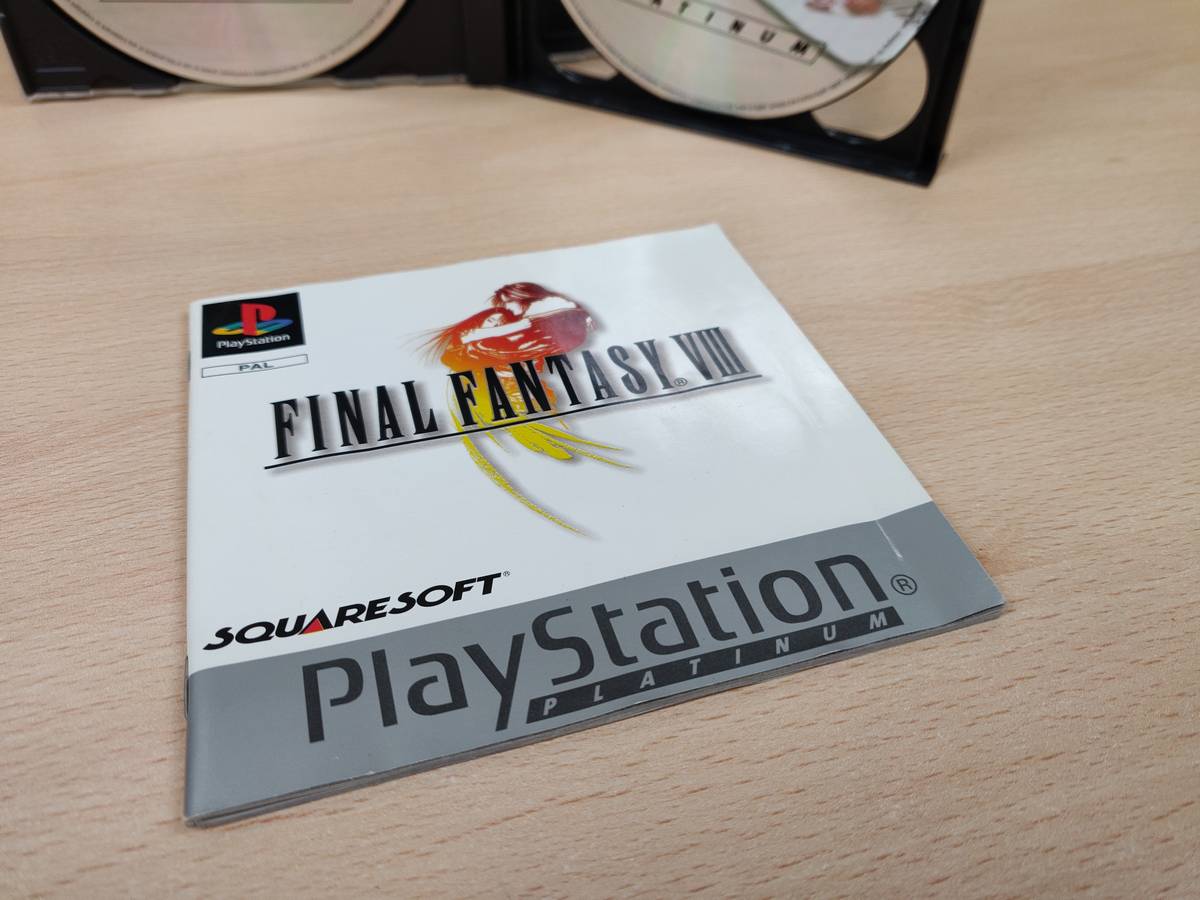 PLATINUM
PlayStation
PAL
FINAL FANTASY® VIII
SQUARESOFT®
PlayStation®
PLATINUM